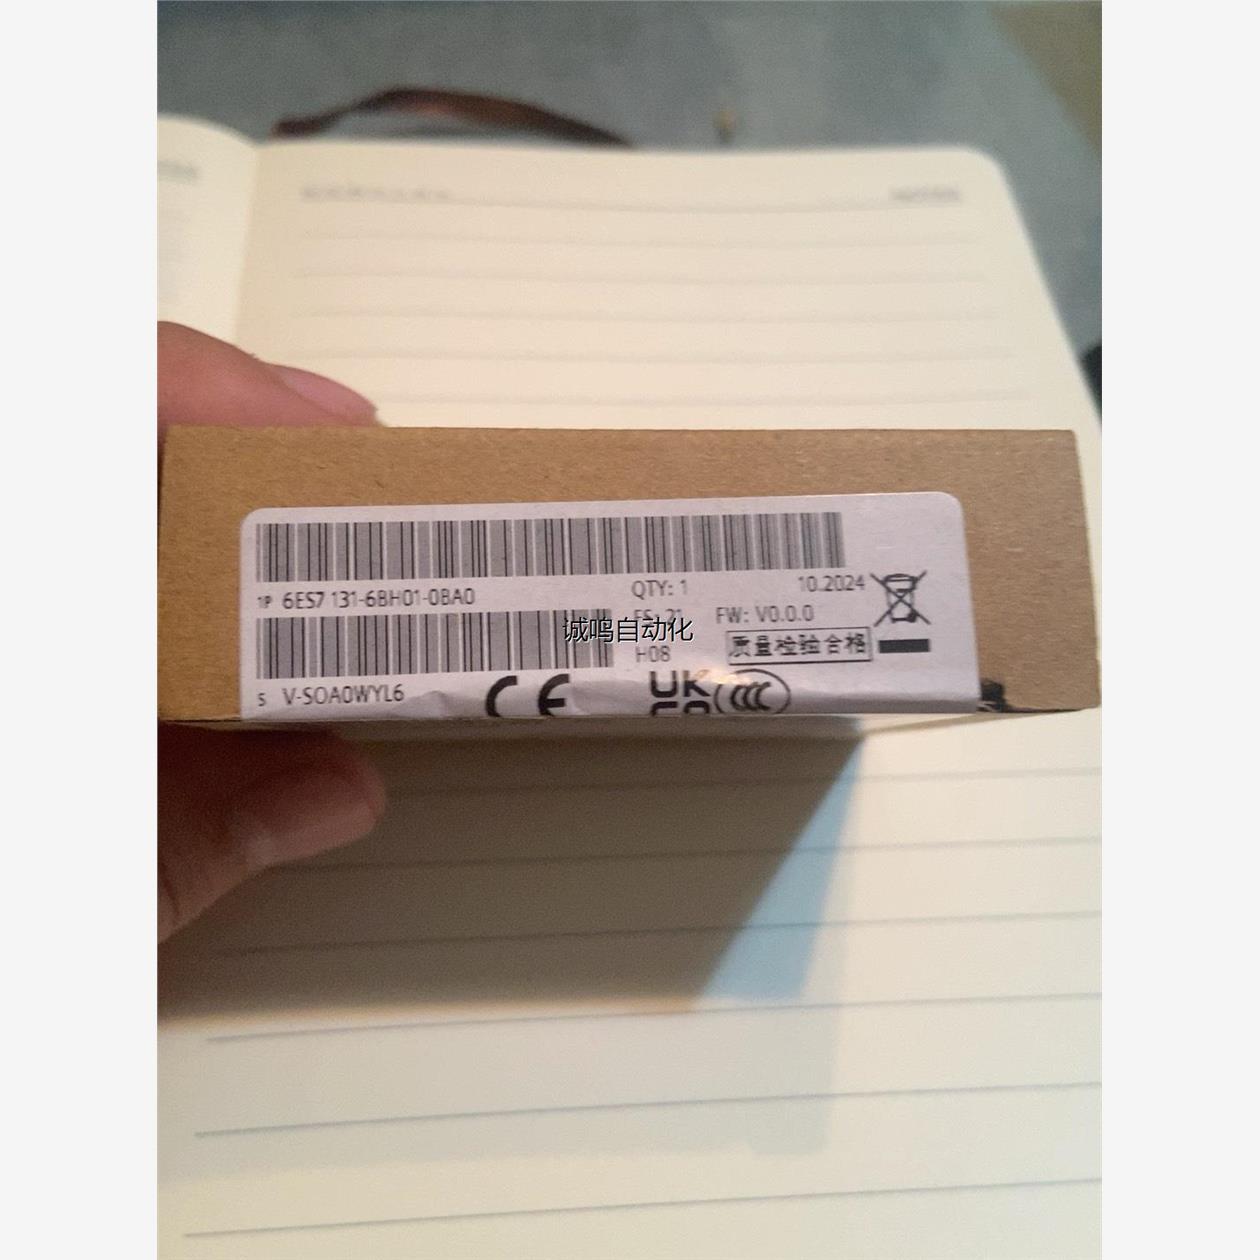 1P 6ES7 131-6BH01-0BA0
QTY: 1
10.2024
FS: 21
FW: V0.0.0
诚鸣自动化
H08
质量检验合格
S V-SOA0WYL6
CE
UK
CCC